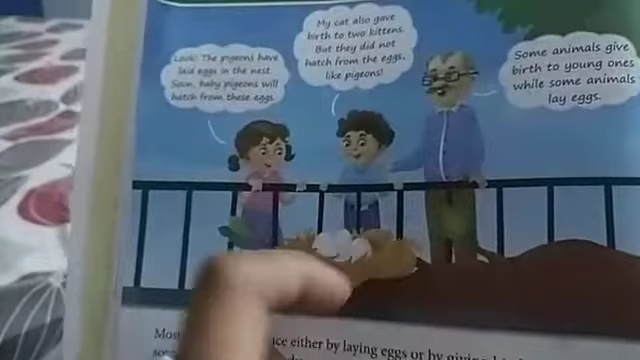 Look! The pigeons have
laid eggs in the nest.
Soon, baby pigeons will
hatch from these eggs.
My cat also gave
birth to two kittens.
But they did not
hatch from the eggs,
like pigeons!
Some animals give
birth to young ones
while some animals
lay eggs.
Most
either by laying eggs or by